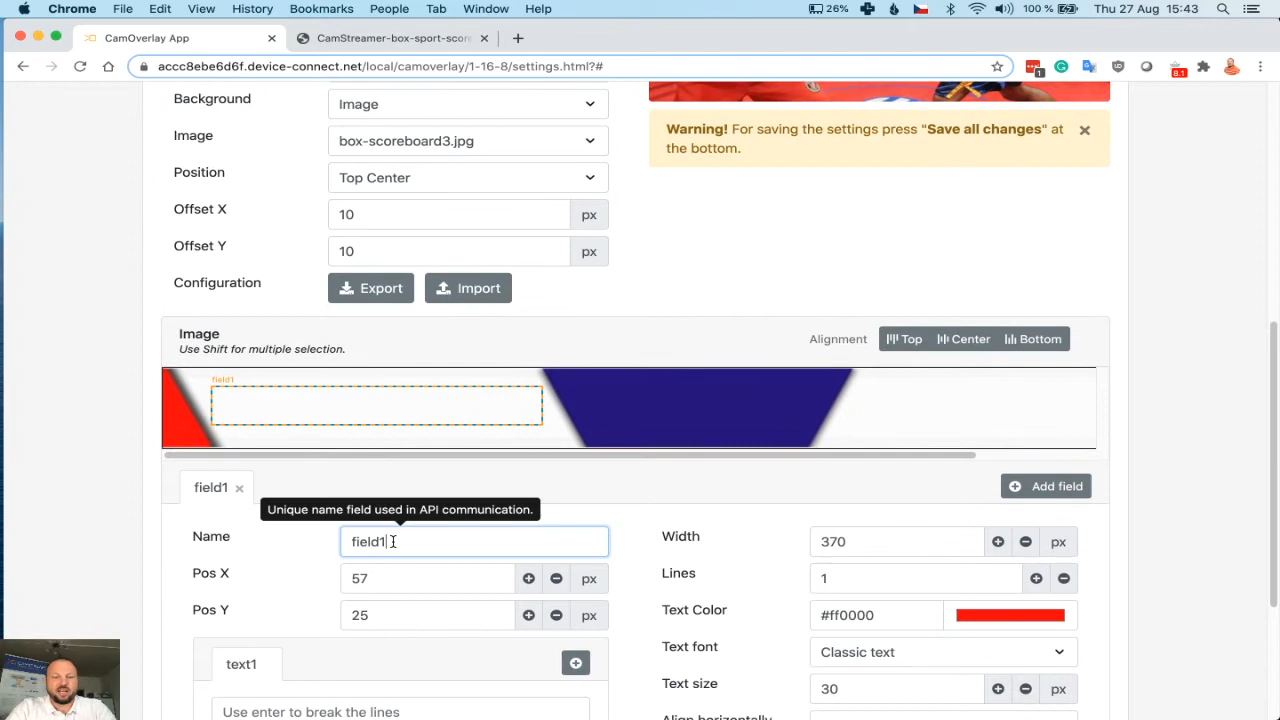 Chrome File Edit View History Bookmarks People Tab Window Help 26% 100 % Thu 27 Aug 15:43
CamOverlay App × CamStreamer-box-sport-scor × +
accc8ebe6d6f.device-connect.net/local/camoverlay/1-16-8/settings.html?# 1 8.1
Background Image
Image box-scoreboard3.jpg
Position Top Center
Offset X 10 px
Offset Y 10 px
Configuration Export Import
Warning! For saving the settings press "Save all changes" at
the bottom. ×
Image
Use Shift for multiple selection.
Alignment Top Center Bottom
field1
field1 × Add field
Unique name field used in API communication.
Name field1
Pos X 57 px
Pos Y 25 px
text1
Use enter to break the lines
Width 370 px
Lines 1
Text Color #ff0000
Text font Classic text
Text size 30 px
Align horizontally